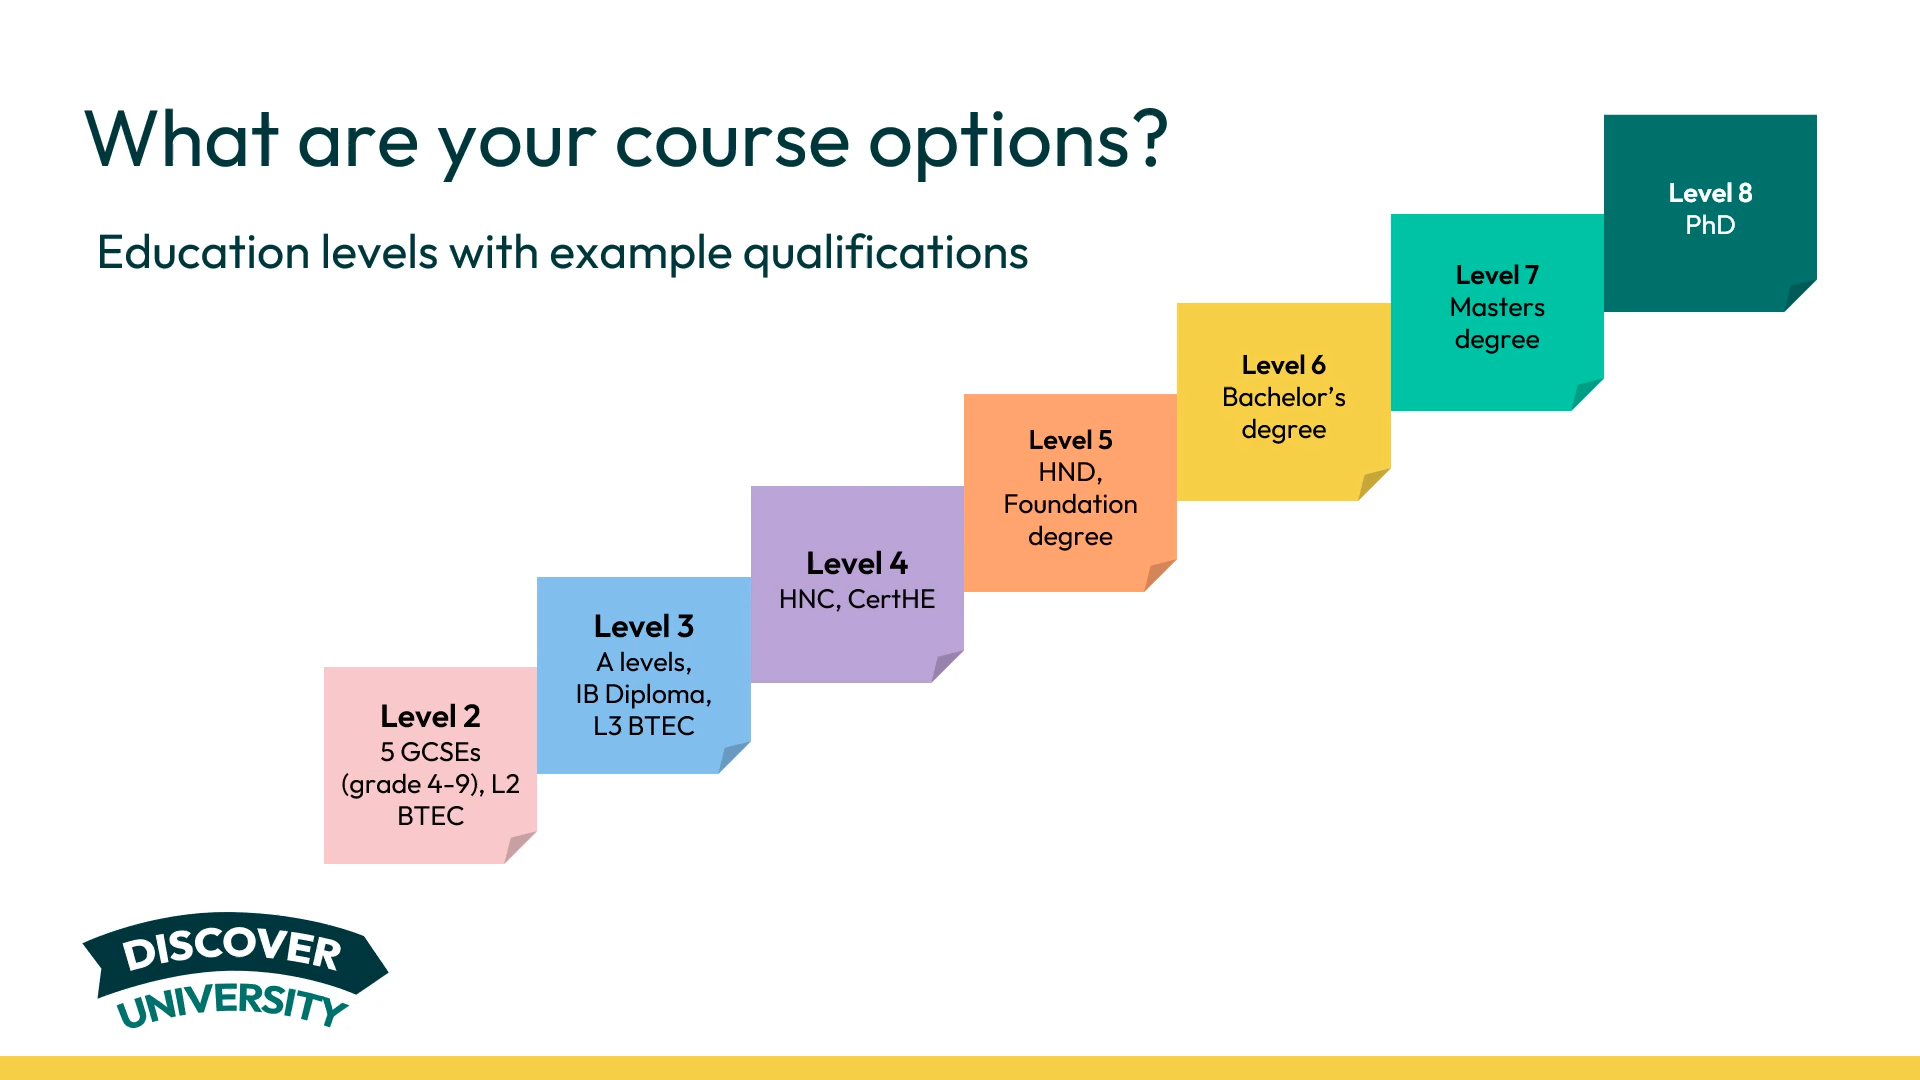 What are your course options?
Education levels with example qualifications
Level 2
5 GCSEs
(grade 4-9), L2
BTEC
Level 3
A levels,
IB Diploma,
L3 BTEC
Level 4
HNC, CertHE
Level 5
HND,
Foundation
degree
Level 6
Bachelor’s
degree
Level 7
Masters
degree
Level 8
PhD
DISCOVER
UNIVERSITY